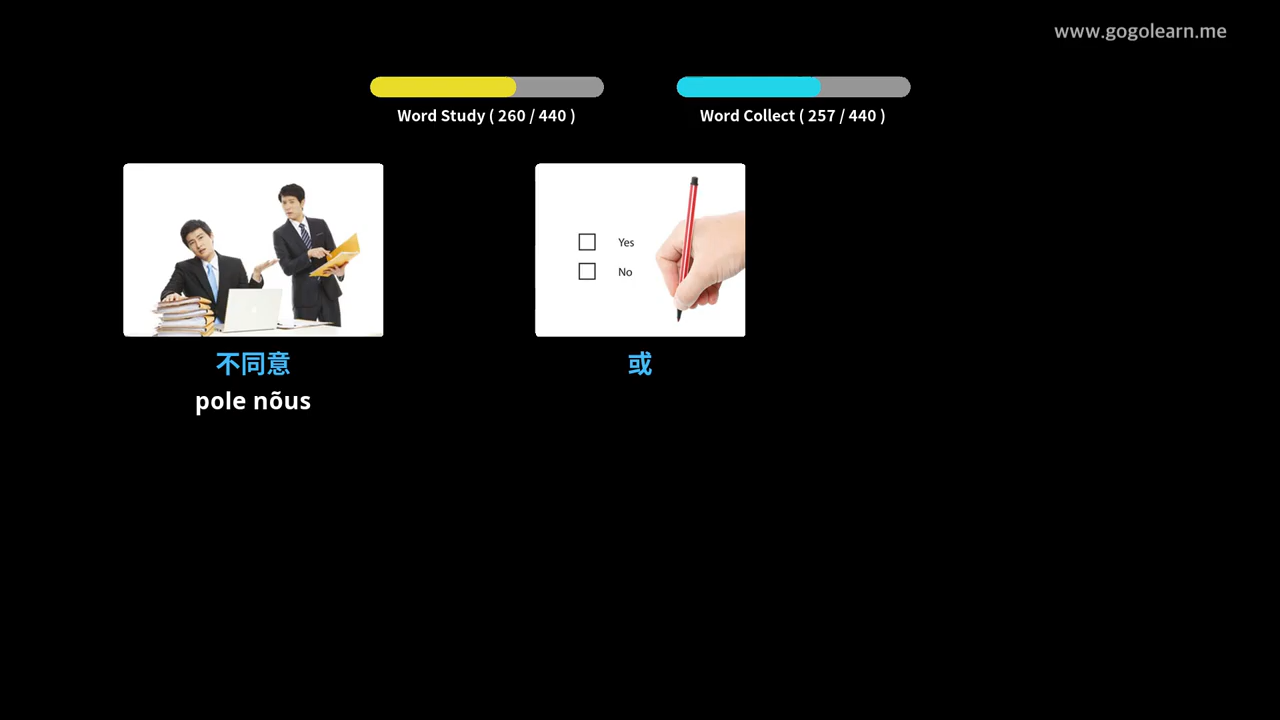 www.gogolearn.me
Word Study ( 260 / 440 )
Word Collect ( 257 / 440 )
Yes
No
不同意
pole nõus
或